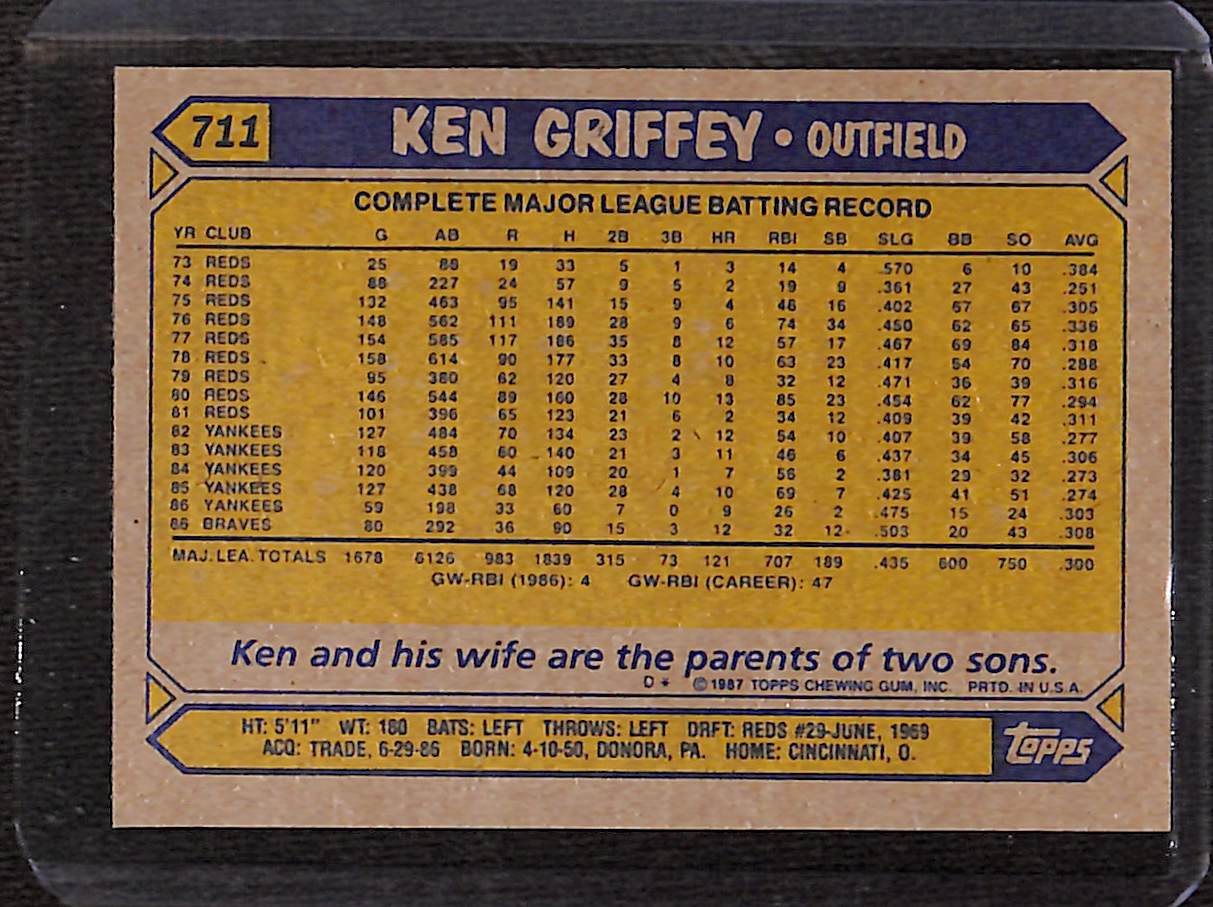 711 KEN GRIFFEY • OUTFIELD
COMPLETE MAJOR LEAGUE BATTING RECORD
YR CLUB G AB R H 2B 3B HR RBI SB SLG BB SO AVG
73 REDS 25 86 19 33 5 1 3 14 4 .570 6 10 .384
74 REDS 88 227 24 57 9 5 2 19 9 .361 27 43 .251
75 REDS 132 463 95 141 15 9 4 46 16 .402 67 67 .305
76 REDS 148 562 111 189 28 9 6 74 34 .450 62 65 .336
77 REDS 154 585 117 186 35 8 12 57 17 .467 69 84 .318
78 REDS 158 614 90 177 33 8 10 63 23 .417 54 70 .288
79 REDS 95 380 62 120 27 4 8 32 12 .471 36 39 .316
80 REDS 146 544 89 160 28 10 13 85 23 .454 62 77 .294
81 REDS 101 396 65 123 21 6 2 34 12 .409 39 42 .311
82 YANKEES 127 484 70 134 23 2 12 54 10 .407 39 58 .277
83 YANKEES 118 458 60 140 21 3 11 46 6 .437 34 45 .306
84 YANKEES 120 399 44 109 20 1 7 56 2 .381 29 32 .273
85 YANKEES 127 438 68 120 28 4 10 69 7 .425 41 51 .274
86 YANKEES 59 198 33 60 7 0 9 26 2 .475 15 24 .303
86 BRAVES 80 292 36 90 15 3 12 32 12 .503 20 43 .308
MAJ. LEA. TOTALS 1678 6126 983 1839 315 73 121 707 189 .435 600 750 .300
GW-RBI (1986): 4 GW-RBI (CAREER): 47
Ken and his wife are the parents of two sons.
D* © 1987 TOPPS CHEWING GUM, INC. PRTD. IN U.S.A.
HT: 5'11" WT: 180 BATS: LEFT THROWS: LEFT DRFT: REDS #29-JUNE, 1969
ACQ: TRADE, 6-29-86 BORN: 4-10-50, DONORA, PA. HOME: CINCINNATI, O.
topps